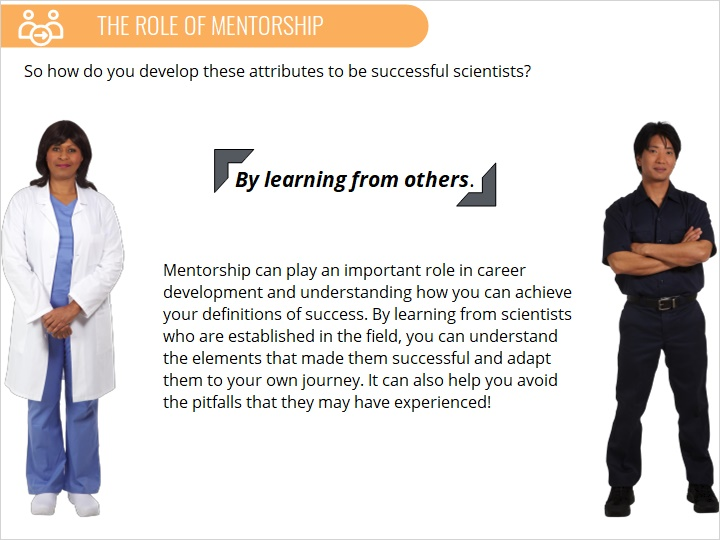 THE ROLE OF MENTORSHIP
So how do you develop these attributes to be successful scientists?
By learning from others.
Mentorship can play an important role in career
development and understanding how you can achieve
your definitions of success. By learning from scientists
who are established in the field, you can understand
the elements that made them successful and adapt
them to your own journey. It can also help you avoid
the pitfalls that they may have experienced!